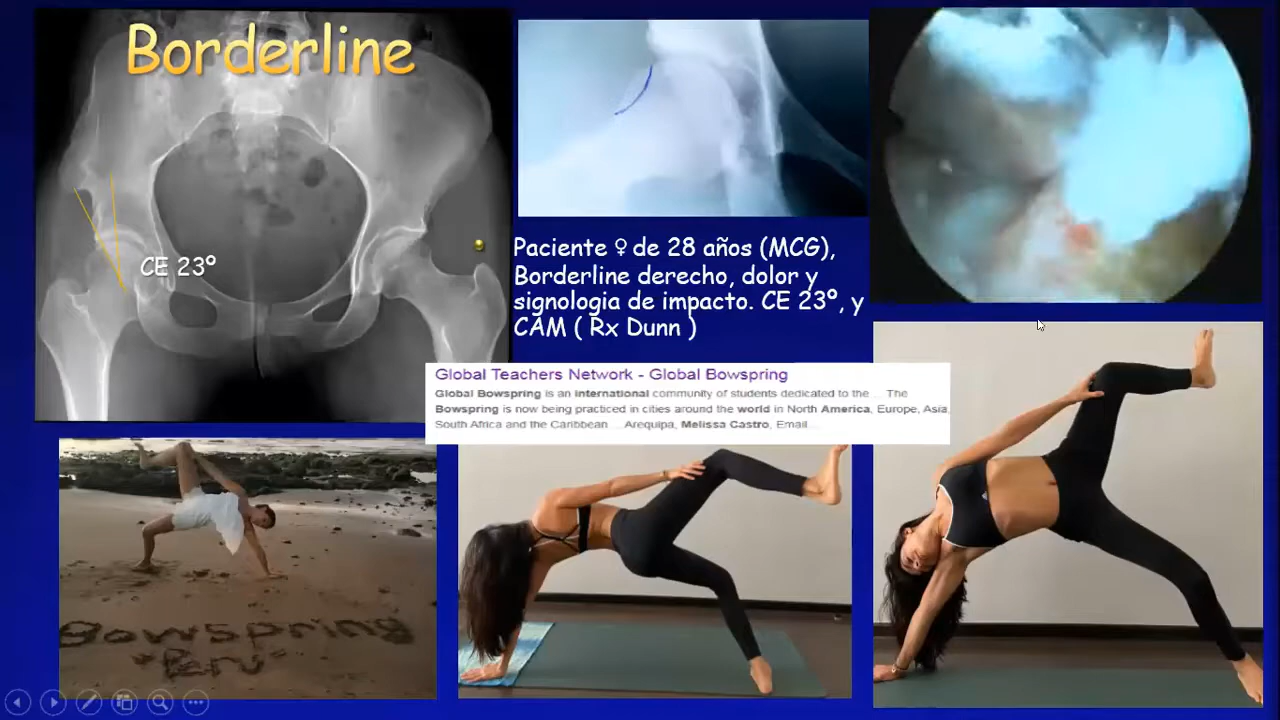 Borderline
CE 23º
Paciente ♀ de 28 años (MCG),
Borderline derecho, dolor y
signologia de impacto. CE 23º, y
CAM ( Rx Dunn )
Global Teachers Network - Global Bowspring
Global Bowspring is an international community of students dedicated to the ... The
Bowspring is now being practiced in cities around the world in North America, Europe, Asia,
South Africa and the Caribbean ... Arequipa, Melissa Castro, Email...
Bowspring
"Perú"